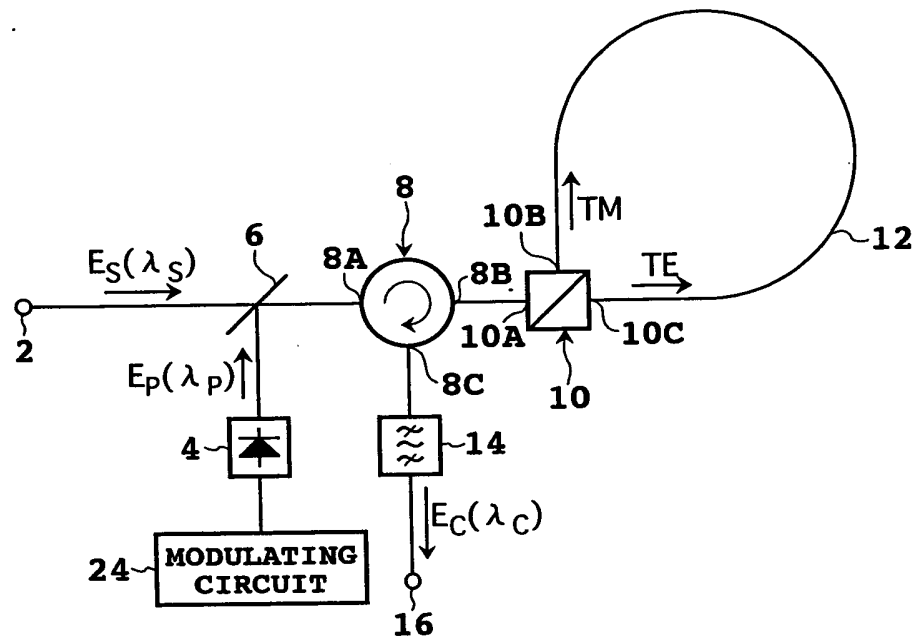 8
10B
TM
12
6
8A
8B
TE
E_S(λ_S)
2
10A
10C
10
E_P(λ_P)
8C
4
14
E_C(λ_C)
24
MODULATING
CIRCUIT
16